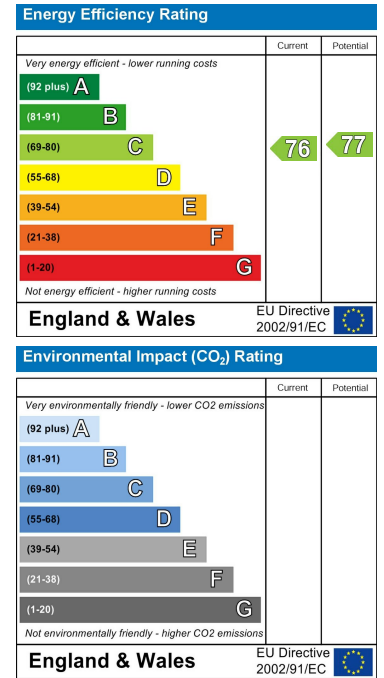 Energy Efficiency Rating
Current Potential
Very energy efficient - lower running costs
(92 plus) A
(81-91) B
(69-80) C 76 77
(55-68) D
(39-54) E
(21-38) F
(1-20) G
Not energy efficient - higher running costs
England & Wales
EU Directive
2002/91/EC
Environmental Impact (CO₂) Rating
Current Potential
Very environmentally friendly - lower CO2 emissions
(92 plus) A
(81-91) B
(69-80) C
(55-68) D
(39-54) E
(21-38) F
(1-20) G
Not environmentally friendly - higher CO2 emissions
England & Wales
EU Directive
2002/91/EC